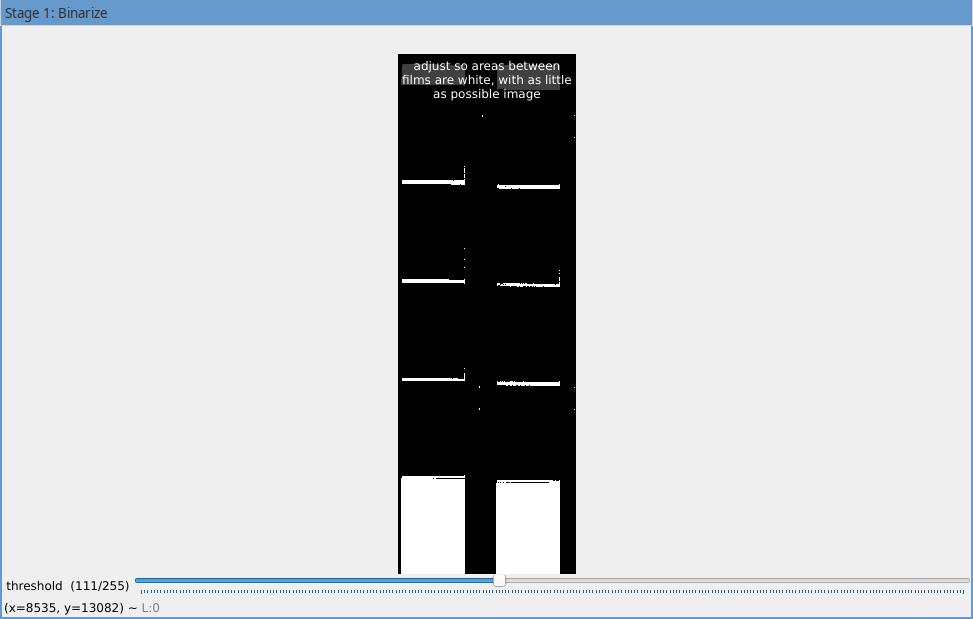 Stage 1: Binarize
adjust so areas between
films are white, with as little
as possible image
threshold (111/255)
(x=8535, y=13082) ~ L:0